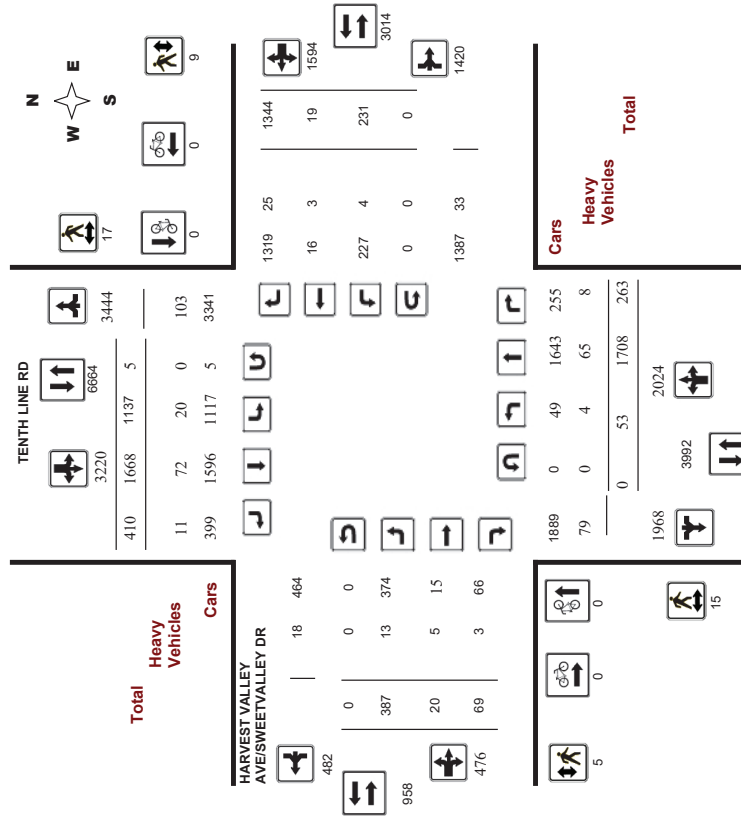 N
W E
S
TENTH LINE RD
3220 6664 3444
17 9
0 0
410 1668 1137 5
11 72 20 0 103
399 1596 1117 5 3341
Total
Heavy
Vehicles
Cars
1319 25 1344
16 3 19
227 4 231
0 0 0
1387 33
1594
3014
1420
HARVEST VALLEY
AVE/SWEETVALLEY DR
18 464
0 0 0
387 13 374
20 5 15
69 3 66
482
958
476
Cars
Heavy
Vehicles
Total
1889 0 49 1643 255
79 0 4 65 8
0 53 1708 263
1968 3992 2024
5 0 0 15